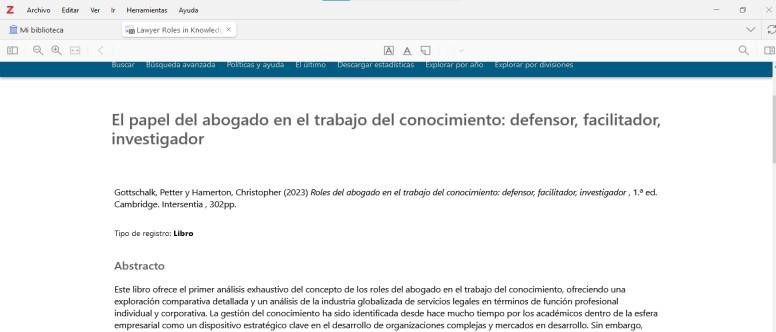 Z Archivo Editar Ver Ir Herramientas Ayuda
Mi biblioteca Lawyer Roles in Knowled
Buscar Búsqueda avanzada Políticas y ayuda El último Descargar estadísticas Explorar por año Explorar por divisiones
El papel del abogado en el trabajo del conocimiento: defensor, facilitador,
investigador
Gottschalk, Petter y Hamerton, Christopher (2023) Roles del abogado en el trabajo del conocimiento: defensor, facilitador, investigador , 1.ª ed.
Cambridge. Intersentia , 302pp.
Tipo de registro: Libro
Abstracto
Este libro ofrece el primer análisis exhaustivo del concepto de los roles del abogado en el trabajo del conocimiento, ofreciendo una
exploración comparativa detallada y un análisis de la industria globalizada de servicios legales en términos de función profesional
individual y corporativa. La gestión del conocimiento ha sido identificada desde hace mucho tiempo por los académicos dentro de la esfera
empresarial como un dispositivo estratégico clave en el desarrollo de organizaciones complejas y mercados en desarrollo. Sin embargo,